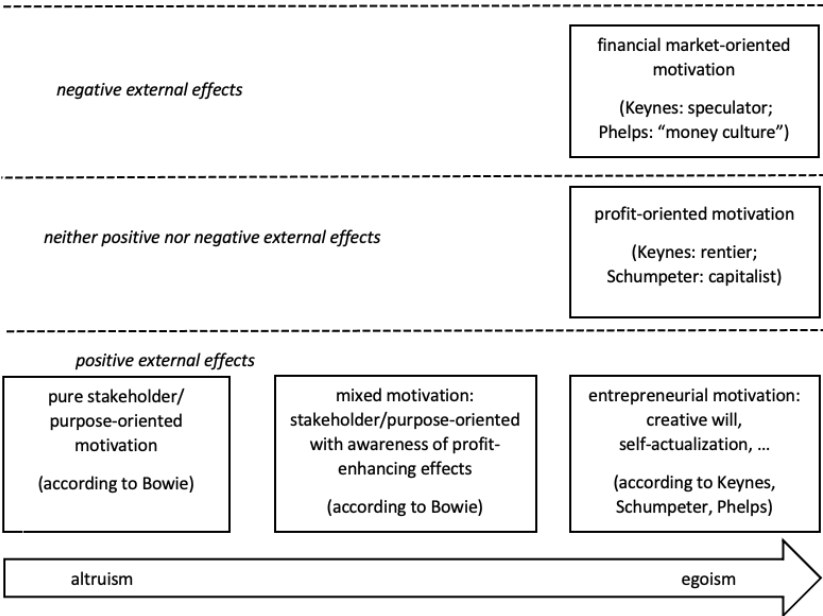 financial market-oriented
motivation
(Keynes: speculator;
Phelps: “money culture”)
negative external effects
profit-oriented motivation
(Keynes: rentier;
Schumpeter: capitalist)
neither positive nor negative external effects
positive external effects
pure stakeholder/
purpose-oriented
motivation
(according to Bowie)
mixed motivation:
stakeholder/purpose-oriented
with awareness of profit-
enhancing effects
(according to Bowie)
entrepreneurial motivation:
creative will,
self-actualization, ...
(according to Keynes,
Schumpeter, Phelps)
altruism
egoism